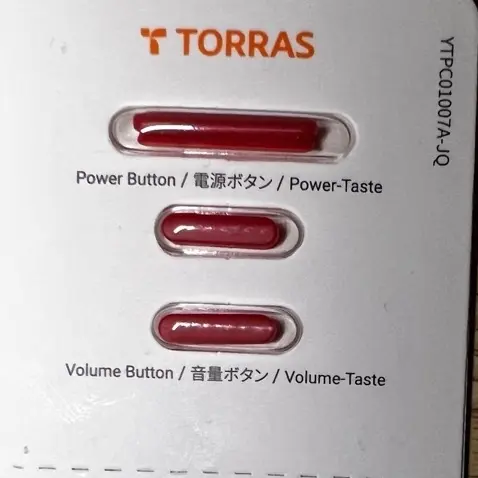 TORRAS
YTPC01007A-JQ
Power Button / 電源ボタン / Power-Taste
Volume Button / 音量ボタン / Volume-Taste